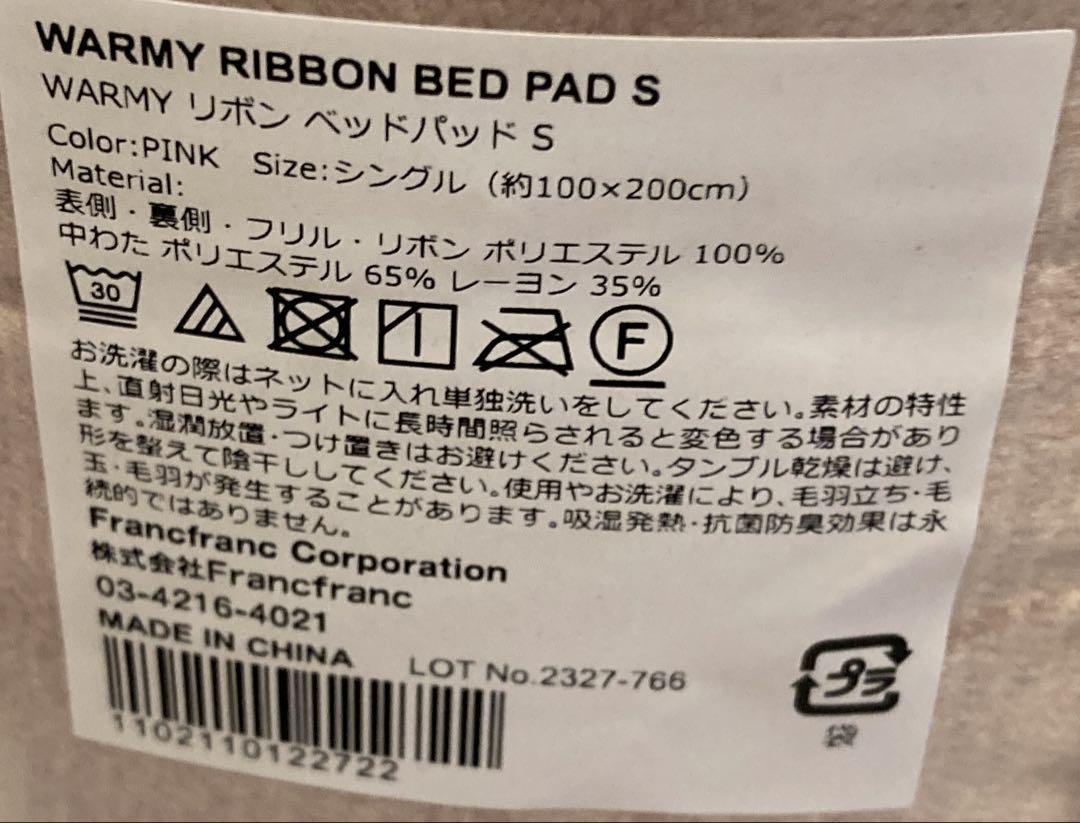 WARMY RIBBON BED PAD S
WARMY リボン ベッドパッド S
Color:PINK Size:シングル（約100×200cm）
Material:
表側・裏側・フリル・リボン ポリエステル 100%
中わた ポリエステル 65% レーヨン 35%
30
F
お洗濯の際はネットに入れ単独洗いをしてください。素材の特性
上、直射日光やライトに長時間照らされると変色する場合があり
ます。湿潤放置・つけ置きはお避けください。タンブル乾燥は避け、
形を整えて陰干ししてください。使用やお洗濯により、毛羽立ち・毛
玉・毛羽が発生することがあります。吸湿発熱・抗菌防臭効果は永
続的ではありません。
Francfranc Corporation
株式会社Francfranc
03-4216-4021
MADE IN CHINA
LOT No.2327-766
1102110122722
プラ
袋